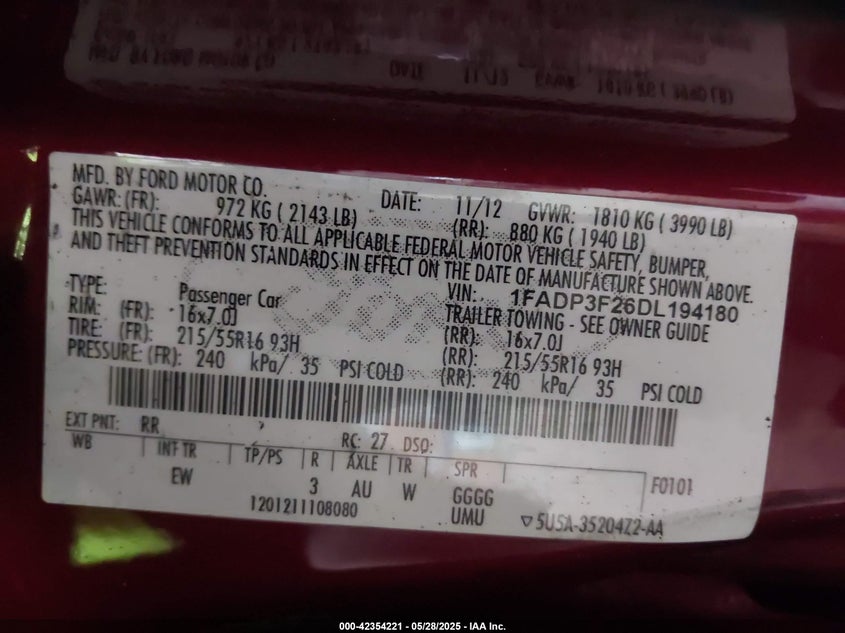 MFD. BY FORD MOTOR CO.
DATE: 11/12 GVWR: 1810 KG ( 3990 LB)
GAWR: (FR): 972 KG ( 2143 LB) (RR): 880 KG ( 1940 LB)
THIS VEHICLE CONFORMS TO ALL APPLICABLE FEDERAL MOTOR VEHICLE SAFETY, BUMPER,
AND THEFT PREVENTION STANDARDS IN EFFECT ON THE DATE OF MANUFACTURE SHOWN ABOVE.
VIN: 1FADP3F26DL194180
TYPE: Passenger Car TRAILER TOWING - SEE OWNER GUIDE
RIM: (FR): 16x7.0J (RR): 16x7.0J
TIRE: (FR): 215/55R16 93H (RR): 215/55R16 93H
PRESSURE: (FR): 240 kPa/ 35 PSI COLD (RR): 240 kPa/ 35 PSI COLD
EXT PNT: RR RC: 27 DSO:
WB INT TR TP/PS R AXLE TR SPR F0101
EW 3 AU W GGGG
1201211108080 UMU ▽5USA-35204Z2-AA
000-42354221 - 05/28/2025 - IAA Inc.